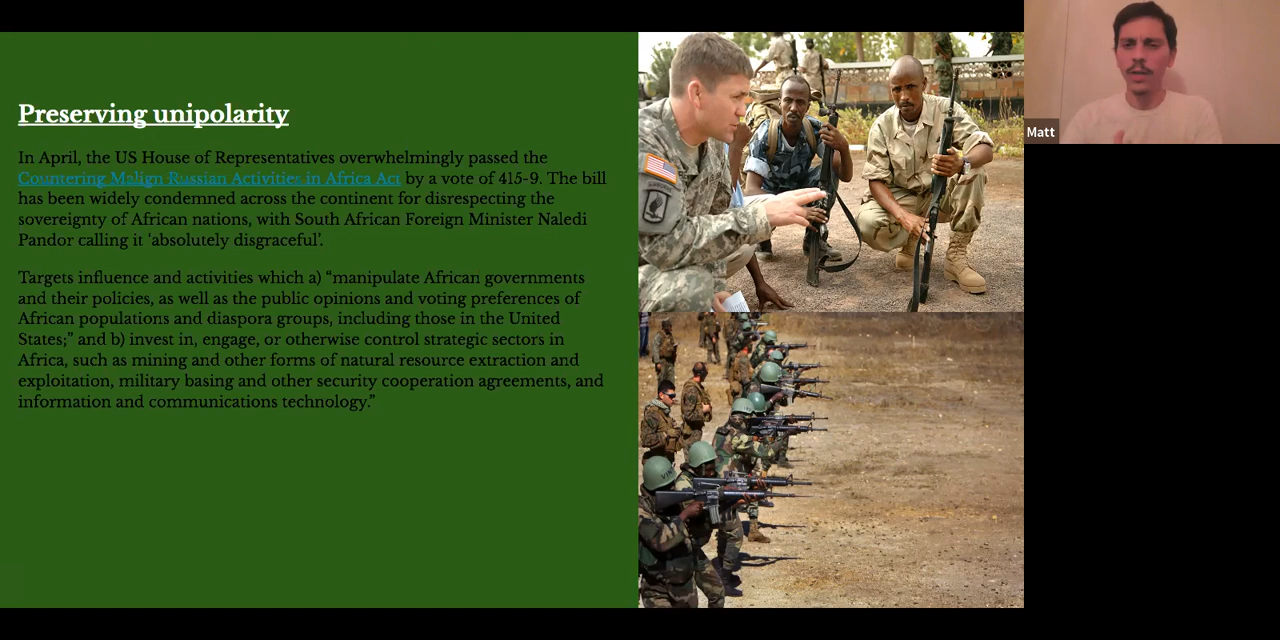 Preserving unipolarity
In April, the US House of Representatives overwhelmingly passed the
Countering Malign Russian Activities in Africa Act by a vote of 415-9. The bill
has been widely condemned across the continent for disrespecting the
sovereignty of African nations, with South African Foreign Minister Naledi
Pandor calling it ‘absolutely disgraceful’.
Targets influence and activities which a) “manipulate African governments
and their policies, as well as the public opinions and voting preferences of
African populations and diaspora groups, including those in the United
States;” and b) invest in, engage, or otherwise control strategic sectors in
Africa, such as mining and other forms of natural resource extraction and
exploitation, military basing and other security cooperation agreements, and
information and communications technology.”
Matt